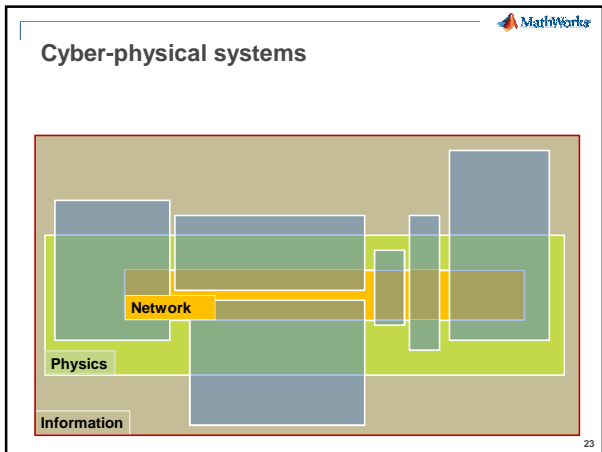 MathWorks
Cyber-physical systems
Network
Physics
Information
23